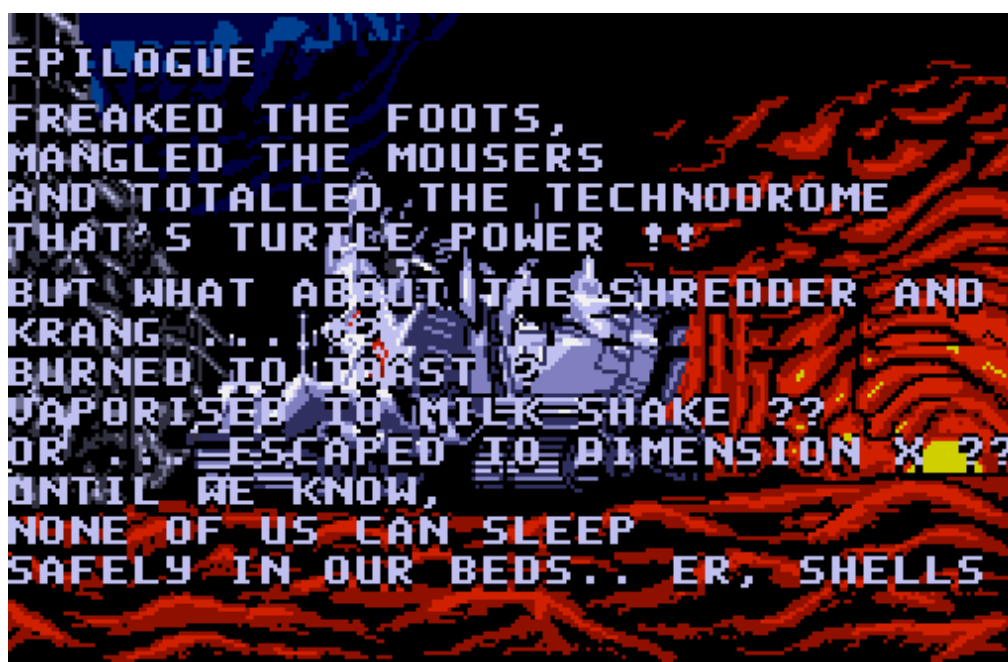 EPILOGUE
FREAKED THE FOOTS,
MANGLED THE MOUSERS
AND TOTALLED THE TECHNODROME
THAT'S TURTLE POWER !!
BUT WHAT ABOUT THE SHREDDER AND
KRANG ... ??
BURNED TO TOAST ?
VAPORISED TO MILK-SHAKE ??
OR ... ESCAPED TO DIMENSION X ??
UNTIL WE KNOW,
NONE OF US CAN SLEEP
SAFELY IN OUR BEDS.. ER, SHELLS